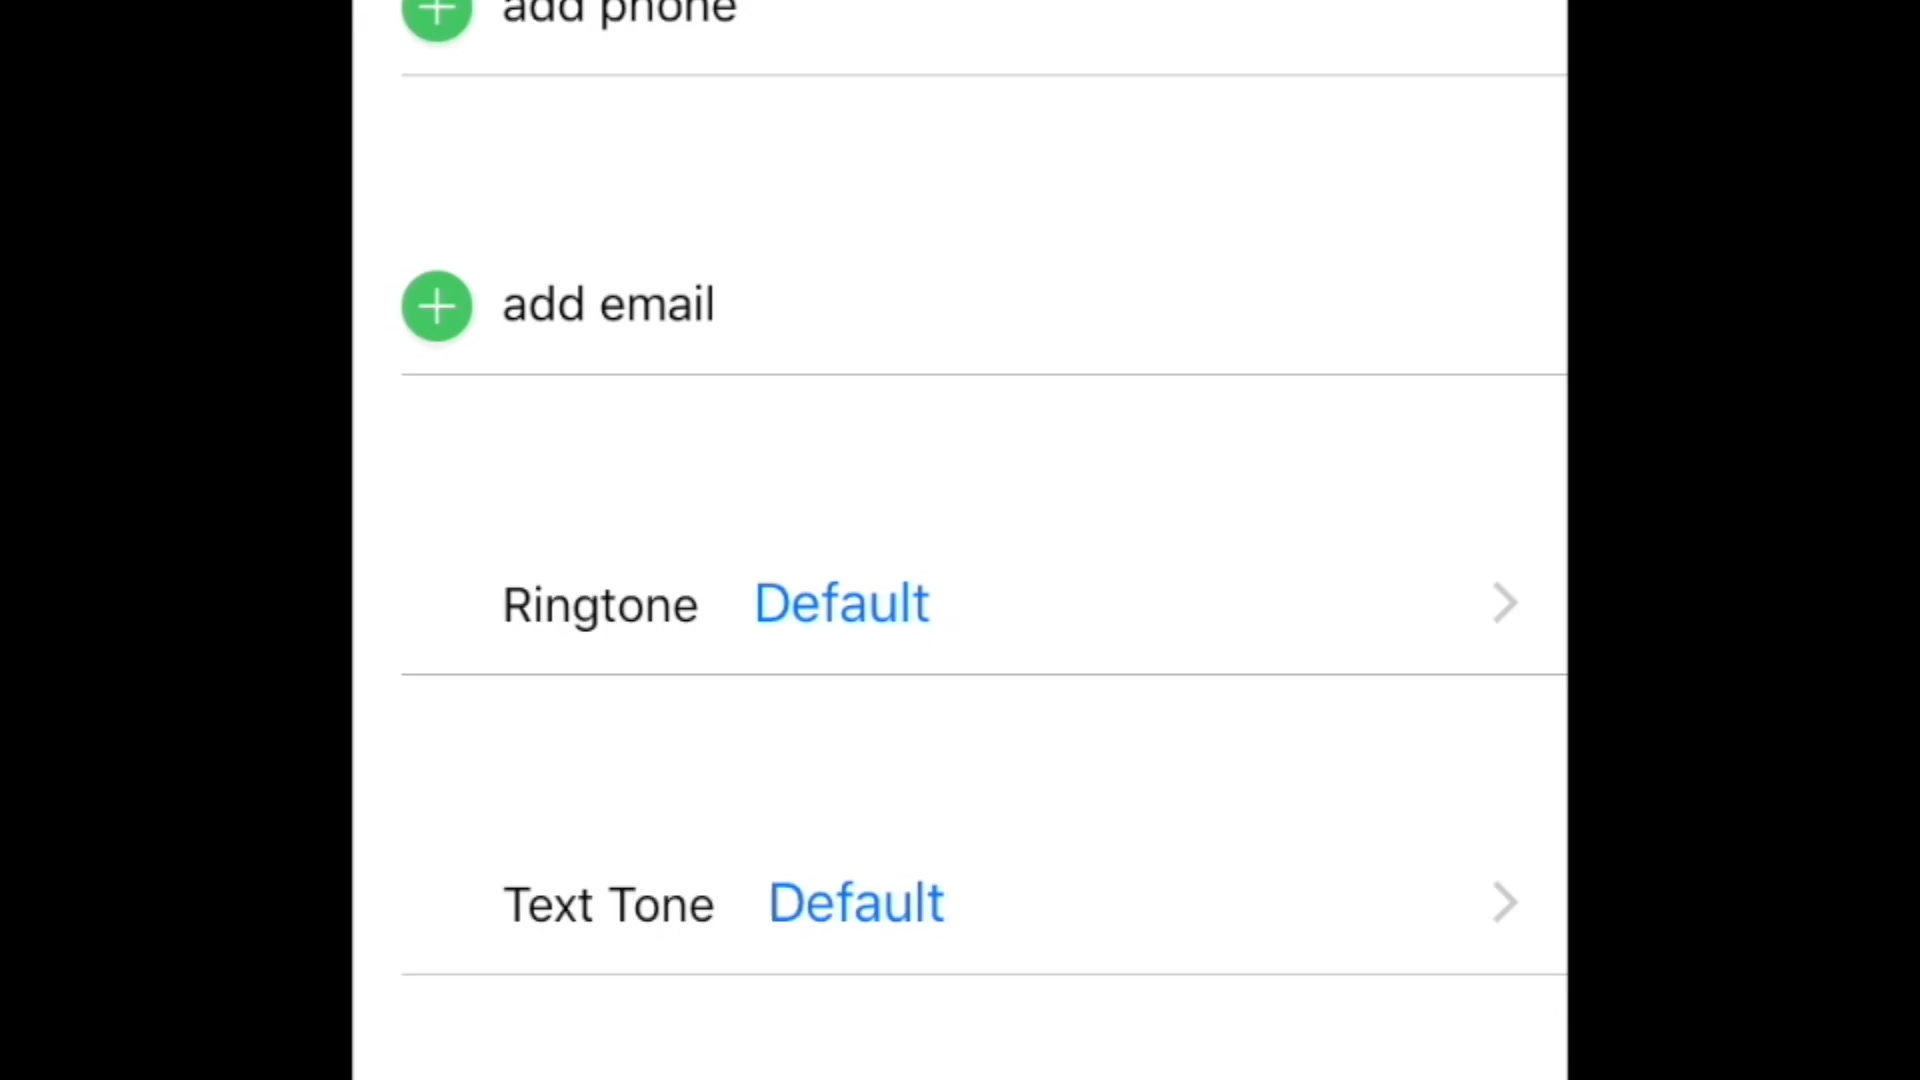 add phone
add email
Ringtone Default
Text Tone Default